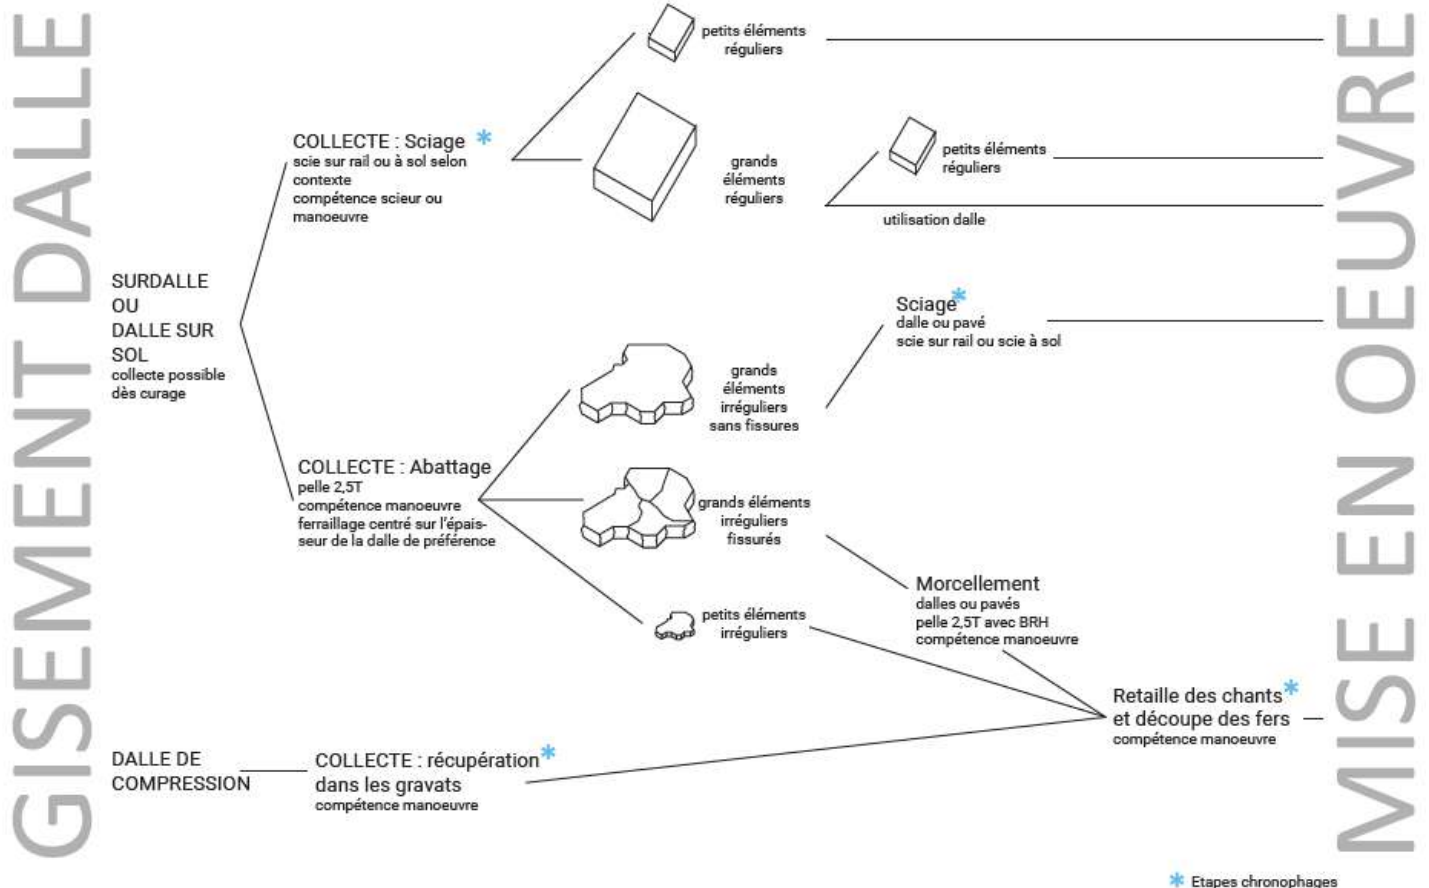 GISEMENT DALLE
SURDALLE
OU
DALLE SUR
SOL
collecte possible
dès curage
COLLECTE : Sciage *
scie sur rail ou à sol selon
contexte
compétence scieur ou
manoeuvre
petits éléments
réguliers
grands
éléments
réguliers
petits éléments
réguliers
utilisation dalle
COLLECTE : Abattage
pelle 2,5T
compétence manoeuvre
ferraillage centré sur l'épais-
seur de la dalle de préférence
grands
éléments
irréguliers
sans fissures
Sciage*
dalle ou pavé
scie sur rail ou scie à sol
grands éléments
irréguliers
fissurés
Morcellement
dalles ou pavés
pelle 2,5T avec BRH
compétence manoeuvre
petits éléments
irréguliers
DALLE DE
COMPRESSION
COLLECTE : récupération*
dans les gravats
compétence manoeuvre
Retaille des chants*
et découpe des fers
compétence manoeuvre
MISE EN OEUVRE
* Etapes chronophages